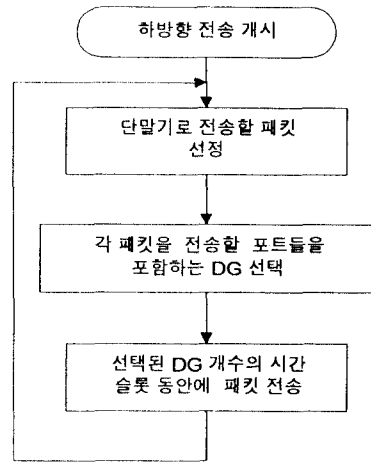 하방향 전송 개시
단말기로 전송할 패킷
선정
각 패킷을 전송할 포트들을
포함하는 DG 선택
선택된 DG 개수의 시간
슬롯 동안에 패킷 전송